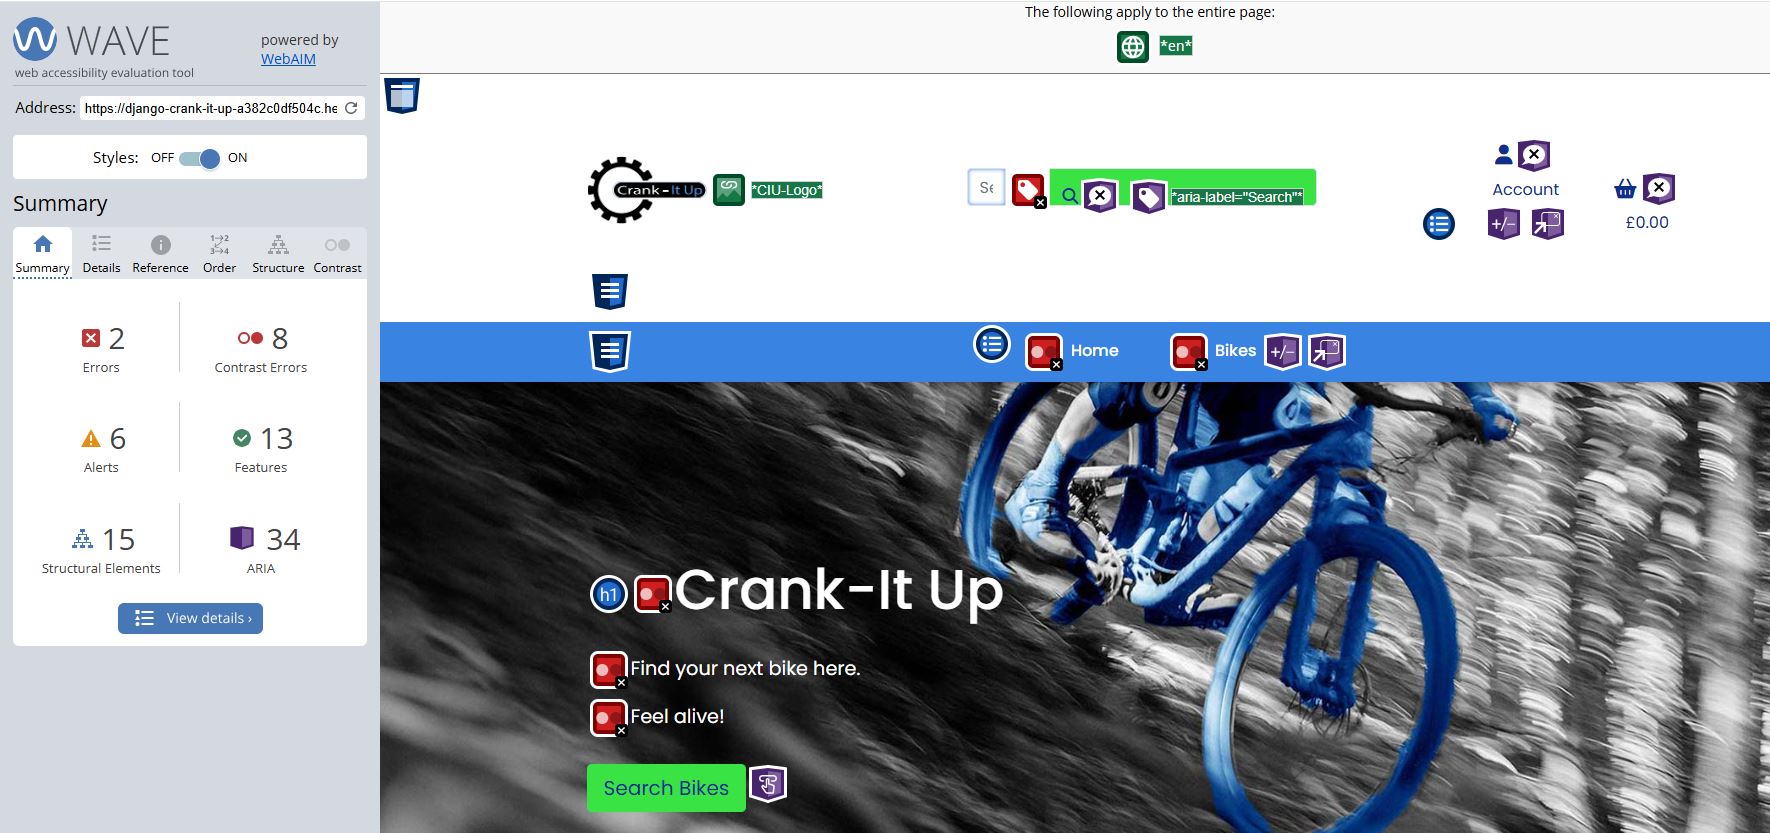 WAVE
web accessibility evaluation tool
powered by
WebAIM
Address: https://django-crank-it-up-a382c0df504c.he
Styles: OFF ON
Summary
Summary Details Reference Order Structure Contrast
2
Errors
8
Contrast Errors
6
Alerts
13
Features
15
Structural Elements
34
ARIA
View details ›
The following apply to the entire page:
*en*
Crank-It Up
*CIU-Logo*
Se
*aria-label="Search"*
Account
+/-
£0.00
Home
Bikes
+/-
h1
Crank-It Up
Find your next bike here.
Feel alive!
Search Bikes